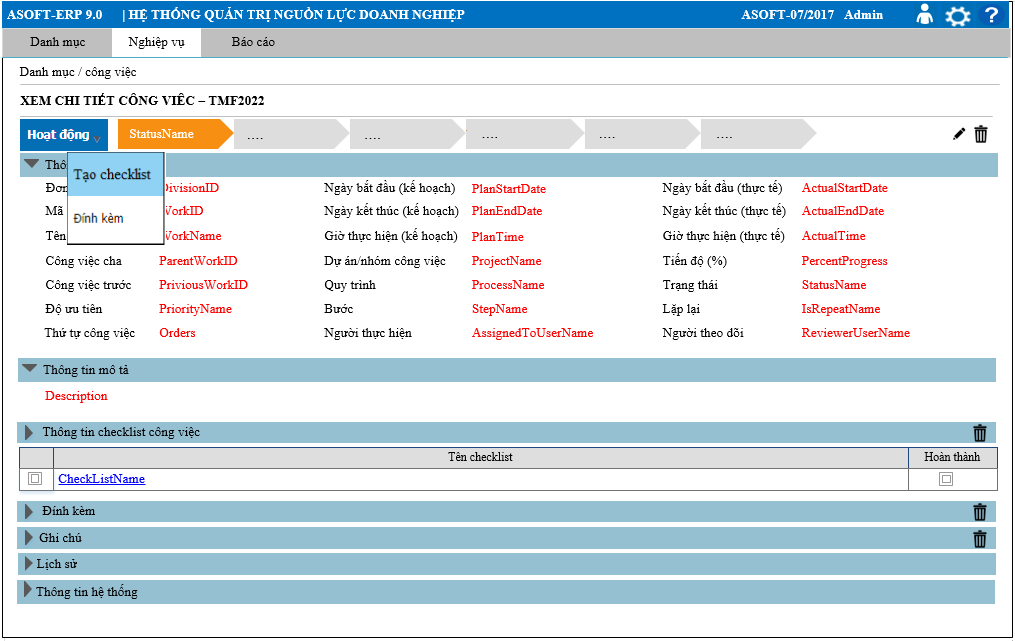 ASOFT-ERP 9.0 | HỆ THỐNG QUẢN TRỊ NGUỒN LỰC DOANH NGHIỆP ASOFT-07/2017 Admin ?
Danh mục Nghiệp vụ Báo cáo
Danh mục / công việc
XEM CHI TIẾT CÔNG VIÊC – TMF2022
Hoạt động StatusName .... .... .... .... ....
Tạo checklist
Đính kèm
Thô
Đơn DivisionID Ngày bắt đầu (kế hoạch) PlanStartDate Ngày bắt đầu (thực tế) ActualStartDate
Mã WorkID Ngày kết thúc (kế hoạch) PlanEndDate Ngày kết thúc (thực tế) ActualEndDate
Tên WorkName Giờ thực hiện (kế hoạch) PlanTime Giờ thực hiện (thực tế) ActualTime
Công việc cha ParentWorkID Dự án/nhóm công việc ProjectName Tiến độ (%) PercentProgress
Công việc trước PriviousWorkID Quy trình ProcessName Trạng thái StatusName
Độ ưu tiên PriorityName Bước StepName Lặp lại IsRepeatName
Thứ tự công việc Orders Người thực hiện AssignedToUserName Người theo dõi ReviewerUserName
Thông tin mô tả
Description
Thông tin checklist công việc
Tên checklist Hoàn thành
CheckListName
Đính kèm
Ghi chú
Lịch sử
Thông tin hệ thống